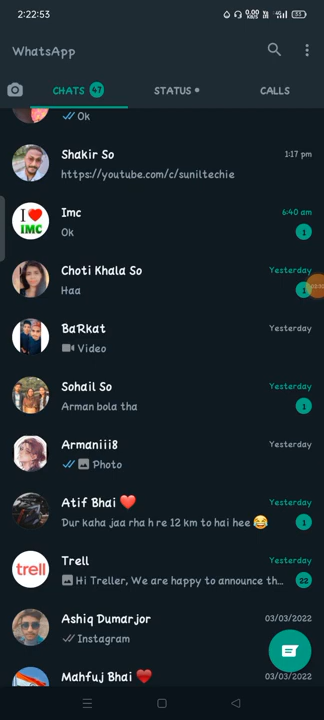 2:22:53
0.00 KB/s
WhatsApp
CHATS 47
STATUS
CALLS
Ok
Shakir So 1:17 pm
https://youtube.com/c/suniltechie
I ❤ IMC
Imc 6:40 am
Ok 1
Choti Khala So Yesterday
Haa 1
BaRkat Yesterday
Video
Sohail So Yesterday
Arman bola tha 1
Armaniii8 Yesterday
Photo
Atif Bhai ❤️ Yesterday
Dur kaha jaa rha h re 12 km to hai hee 😂 1
trell
Trell Yesterday
Hi Treller, We are happy to announce th... 22
Ashiq Dumarjor 03/03/2022
Instagram
Mahfuj Bhai ❤️ 03/03/2022